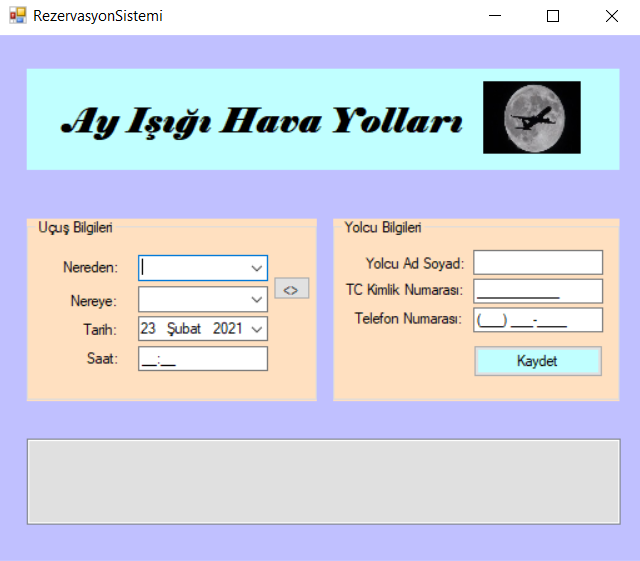 RezervasyonSistemi
Ay Işığı Hava Yolları
Uçuş Bilgileri
Nereden:
Nereye:
<>
Tarih: 23 Şubat 2021
Saat: __:__
Yolcu Bilgileri
Yolcu Ad Soyad:
TC Kimlik Numarası: ___________
Telefon Numarası: (___) ___-____
Kaydet